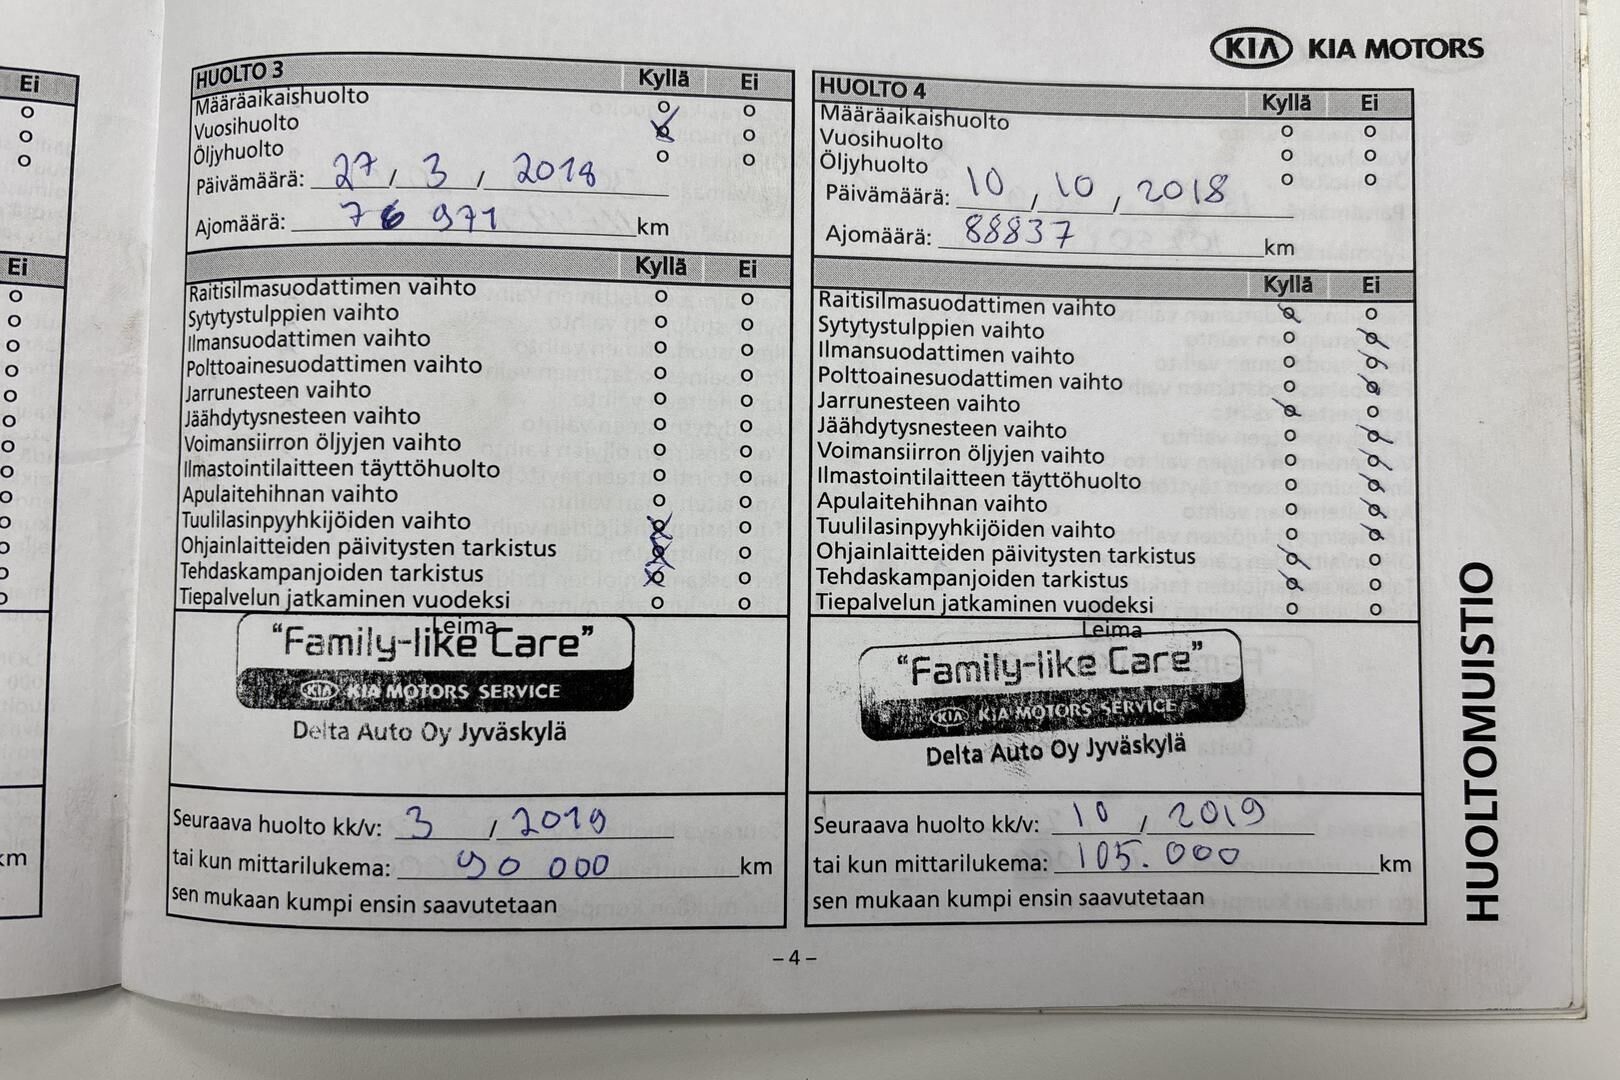 KIA KIA MOTORS
Ei
Ei
km
HUOLTO 3 Kyllä Ei
Määräaikaishuolto
Vuosihuolto
Öljyhuolto
Päivämäärä: 27 / 3 / 2018
Ajomäärä: 76 971 km
Kyllä Ei
Raitisilmasuodattimen vaihto
Sytytystulppien vaihto
Ilmansuodattimen vaihto
Polttoainesuodattimen vaihto
Jarrunesteen vaihto
Jäähdytysnesteen vaihto
Voimansiirron öljyjen vaihto
Ilmastointilaitteen täyttöhuolto
Apulaitehihnan vaihto
Tuulilasinpyyhkijöiden vaihto
Ohjainlaitteiden päivitysten tarkistus
Tehdaskampanjoiden tarkistus
Tiepalvelun jatkaminen vuodeksi
Leima
"Family-like Care"
KIA KIA MOTORS SERVICE
Delta Auto Oy Jyväskylä
Seuraava huolto kk/v: 3 / 2019
tai kun mittarilukema: 90 000 km
sen mukaan kumpi ensin saavutetaan
HUOLTO 4 Kyllä Ei
Määräaikaishuolto
Vuosihuolto
Öljyhuolto
Päivämäärä: 10 / 10 / 2018
Ajomäärä: 88837 km
Kyllä Ei
Raitisilmasuodattimen vaihto
Sytytystulppien vaihto
Ilmansuodattimen vaihto
Polttoainesuodattimen vaihto
Jarrunesteen vaihto
Jäähdytysnesteen vaihto
Voimansiirron öljyjen vaihto
Ilmastointilaitteen täyttöhuolto
Apulaitehihnan vaihto
Tuulilasinpyyhkijöiden vaihto
Ohjainlaitteiden päivitysten tarkistus
Tehdaskampanjoiden tarkistus
Tiepalvelun jatkaminen vuodeksi
Leima
"Family-like Care"
KIA KIA MOTORS SERVICE
Delta Auto Oy Jyväskylä
Seuraava huolto kk/v: 10 / 2019
tai kun mittarilukema: 105.000 km
sen mukaan kumpi ensin saavutetaan
HUOLTOMUISTIO
– 4 –